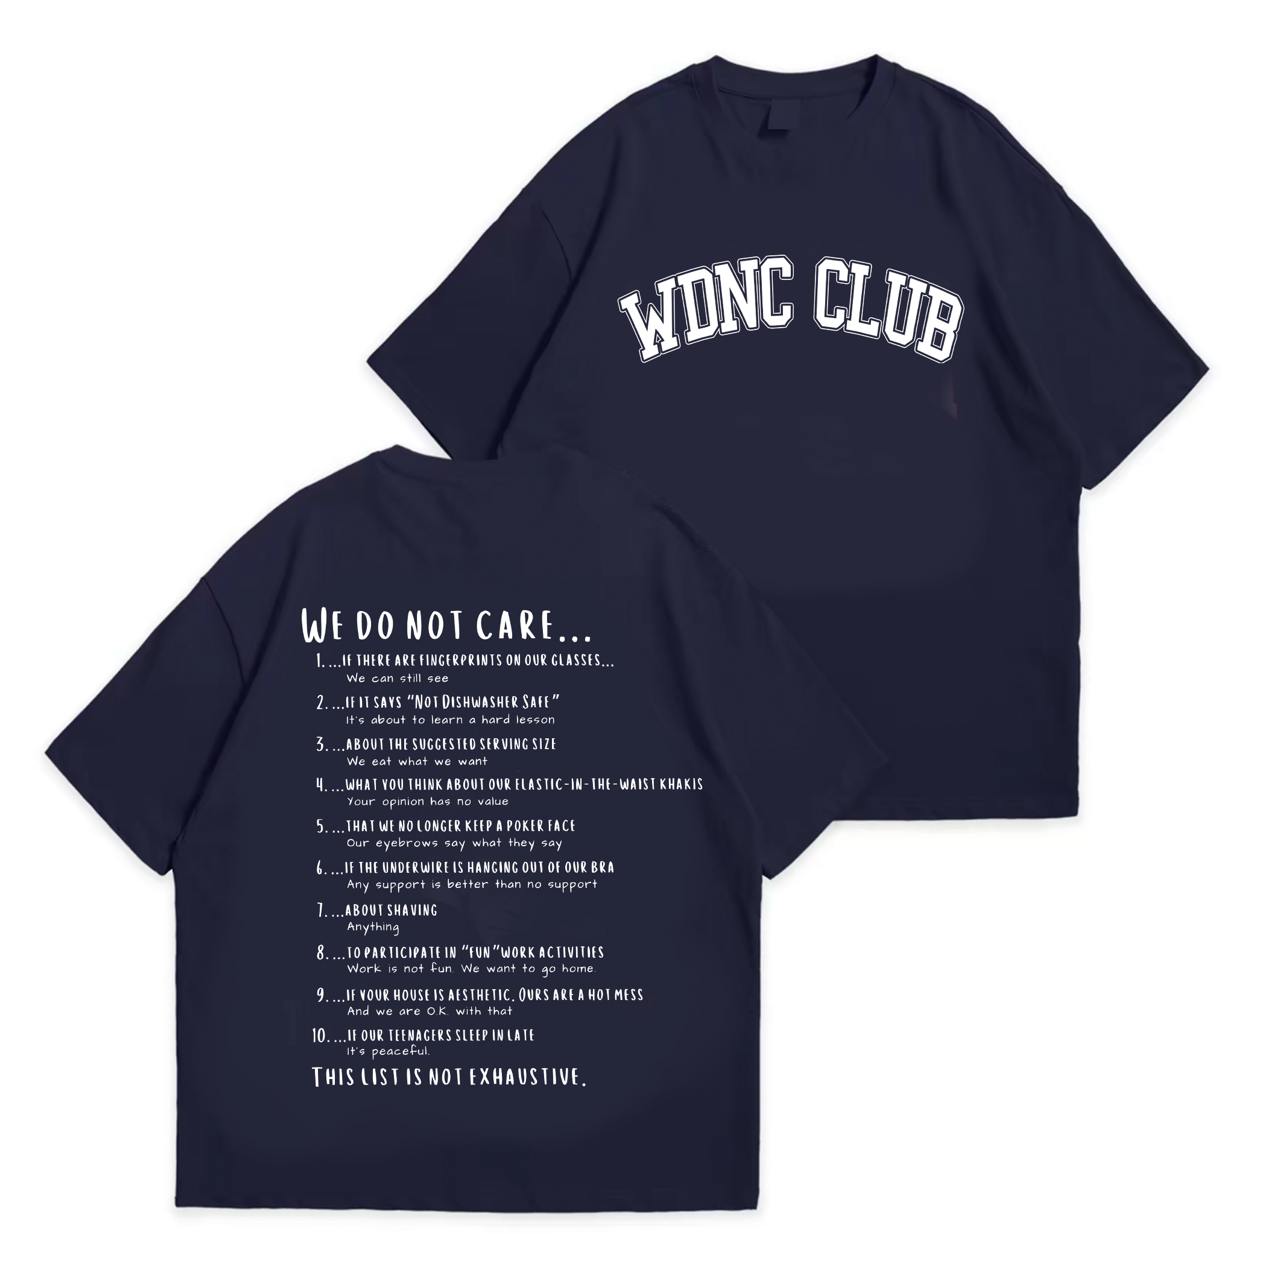 WDNC CLUB
WE DO NOT CARE...
1. ...IF THERE ARE FINGERPRINTS ON OUR GLASSES...
We can still see
2. ...IF IT SAYS "NOT DISHWASHER SAFE"
It's about to learn a hard lesson
3. ...ABOUT THE SUGGESTED SERVING SIZE
We eat what we want
4. ...WHAT YOU THINK ABOUT OUR ELASTIC-IN-THE-WAIST KHAKIS
Your opinion has no value
5. ...THAT WE NO LONGER KEEP A POKER FACE
Our eyebrows say what they say
6. ...IF THE UNDERWIRE IS HANGING OUT OF OUR BRA
Any support is better than no support
7. ...ABOUT SHAVING
Anything
8. ...TO PARTICIPATE IN "FUN" WORK ACTIVITIES
Work is not fun. We want to go home.
9. ...IF YOUR HOUSE IS AESTHETIC. OURS ARE A HOT MESS
And we are O.K. with that
10. ...IF OUR TEENAGERS SLEEP IN LATE
It's peaceful.
THIS LIST IS NOT EXHAUSTIVE.